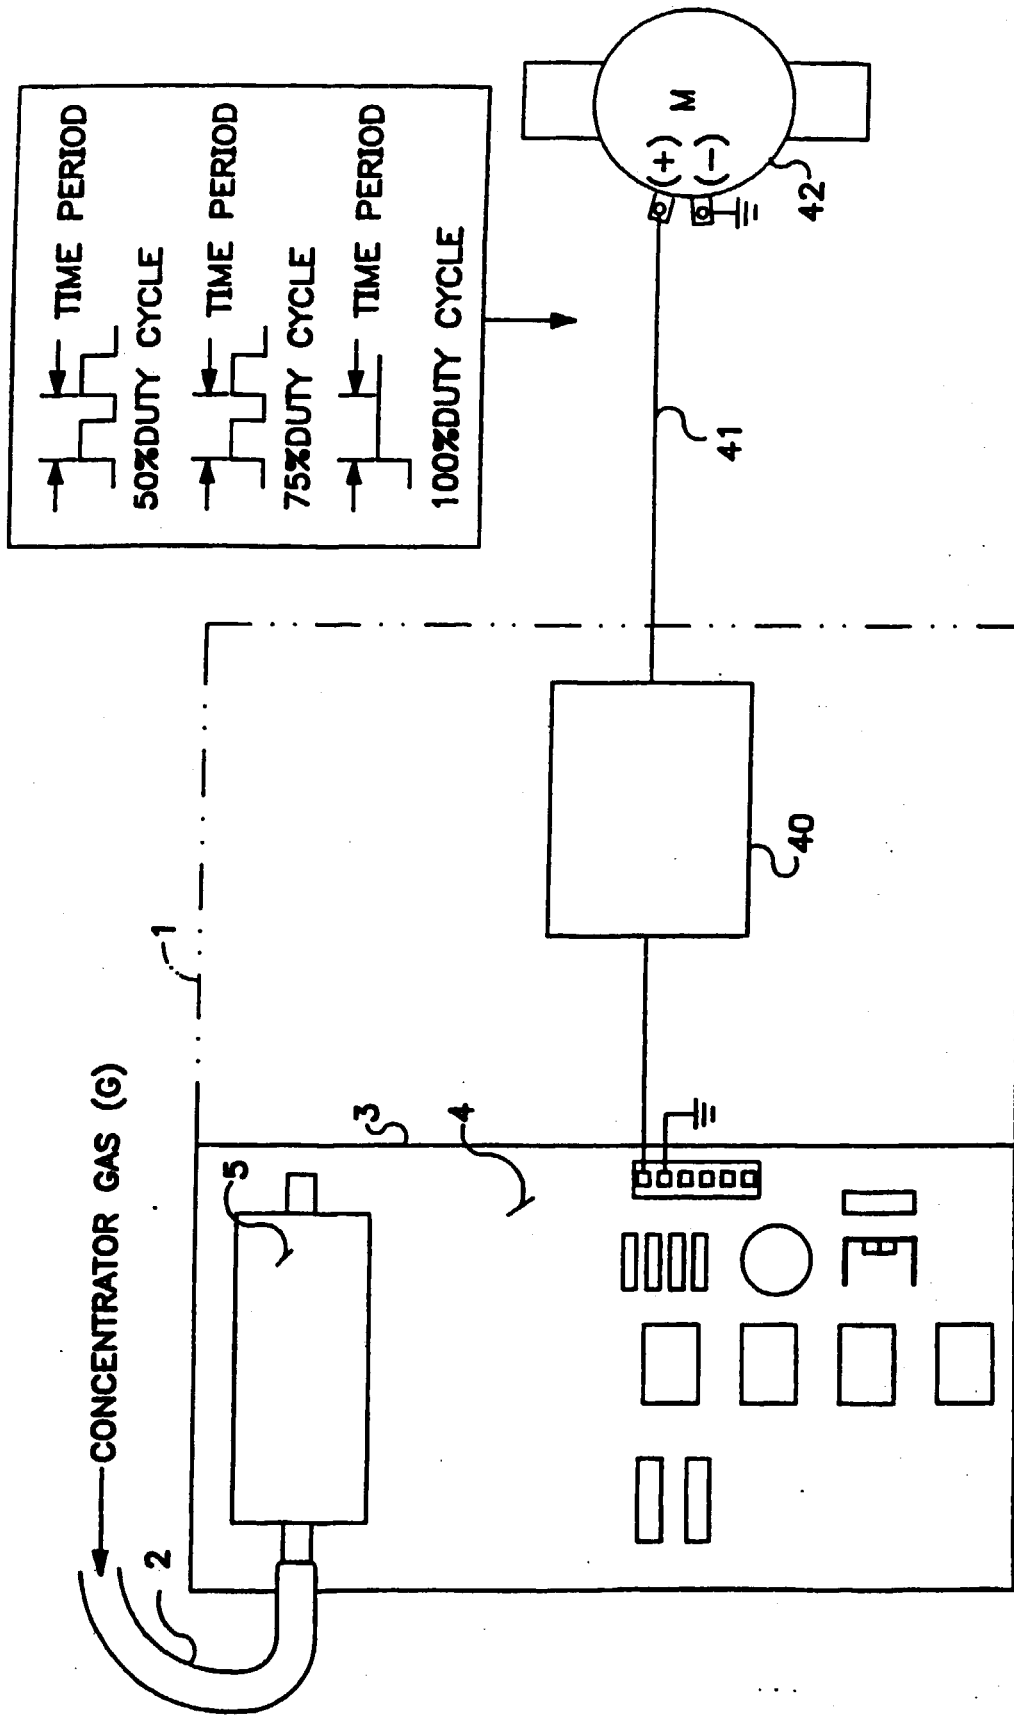 CONCENTRATOR GAS (G)
2
5
3
4
1
40
41
42
M
(+)
(-)
TIME PERIOD
50%DUTY CYCLE
TIME PERIOD
75%DUTY CYCLE
TIME PERIOD
100%DUTY CYCLE